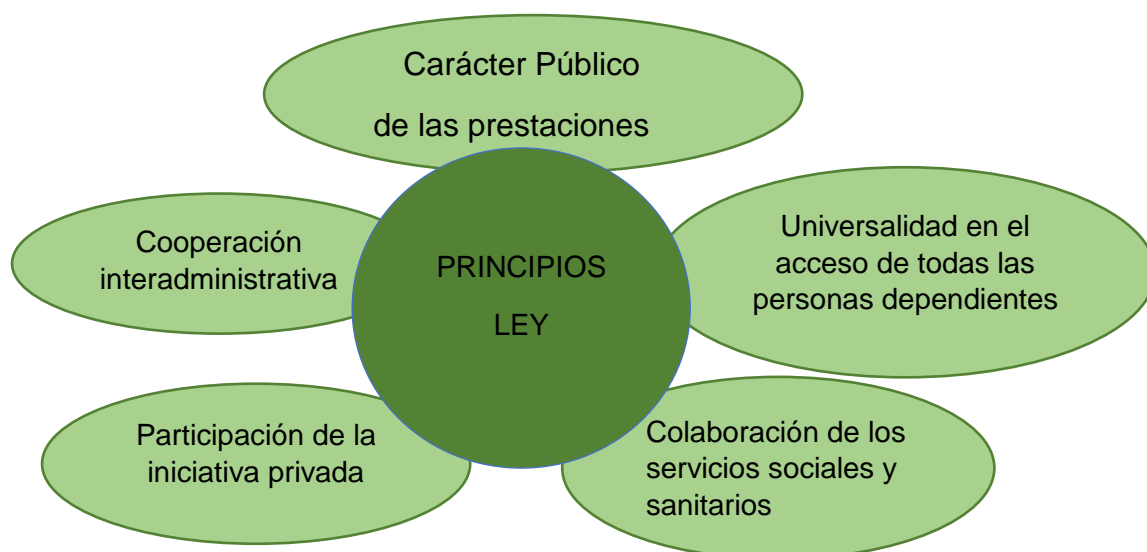 Carácter Público
de las prestaciones
Universalidad en el
acceso de todas las
personas dependientes
Cooperación
interadministrativa
PRINCIPIOS
LEY
Participación de la
iniciativa privada
Colaboración de los
servicios sociales y
sanitarios